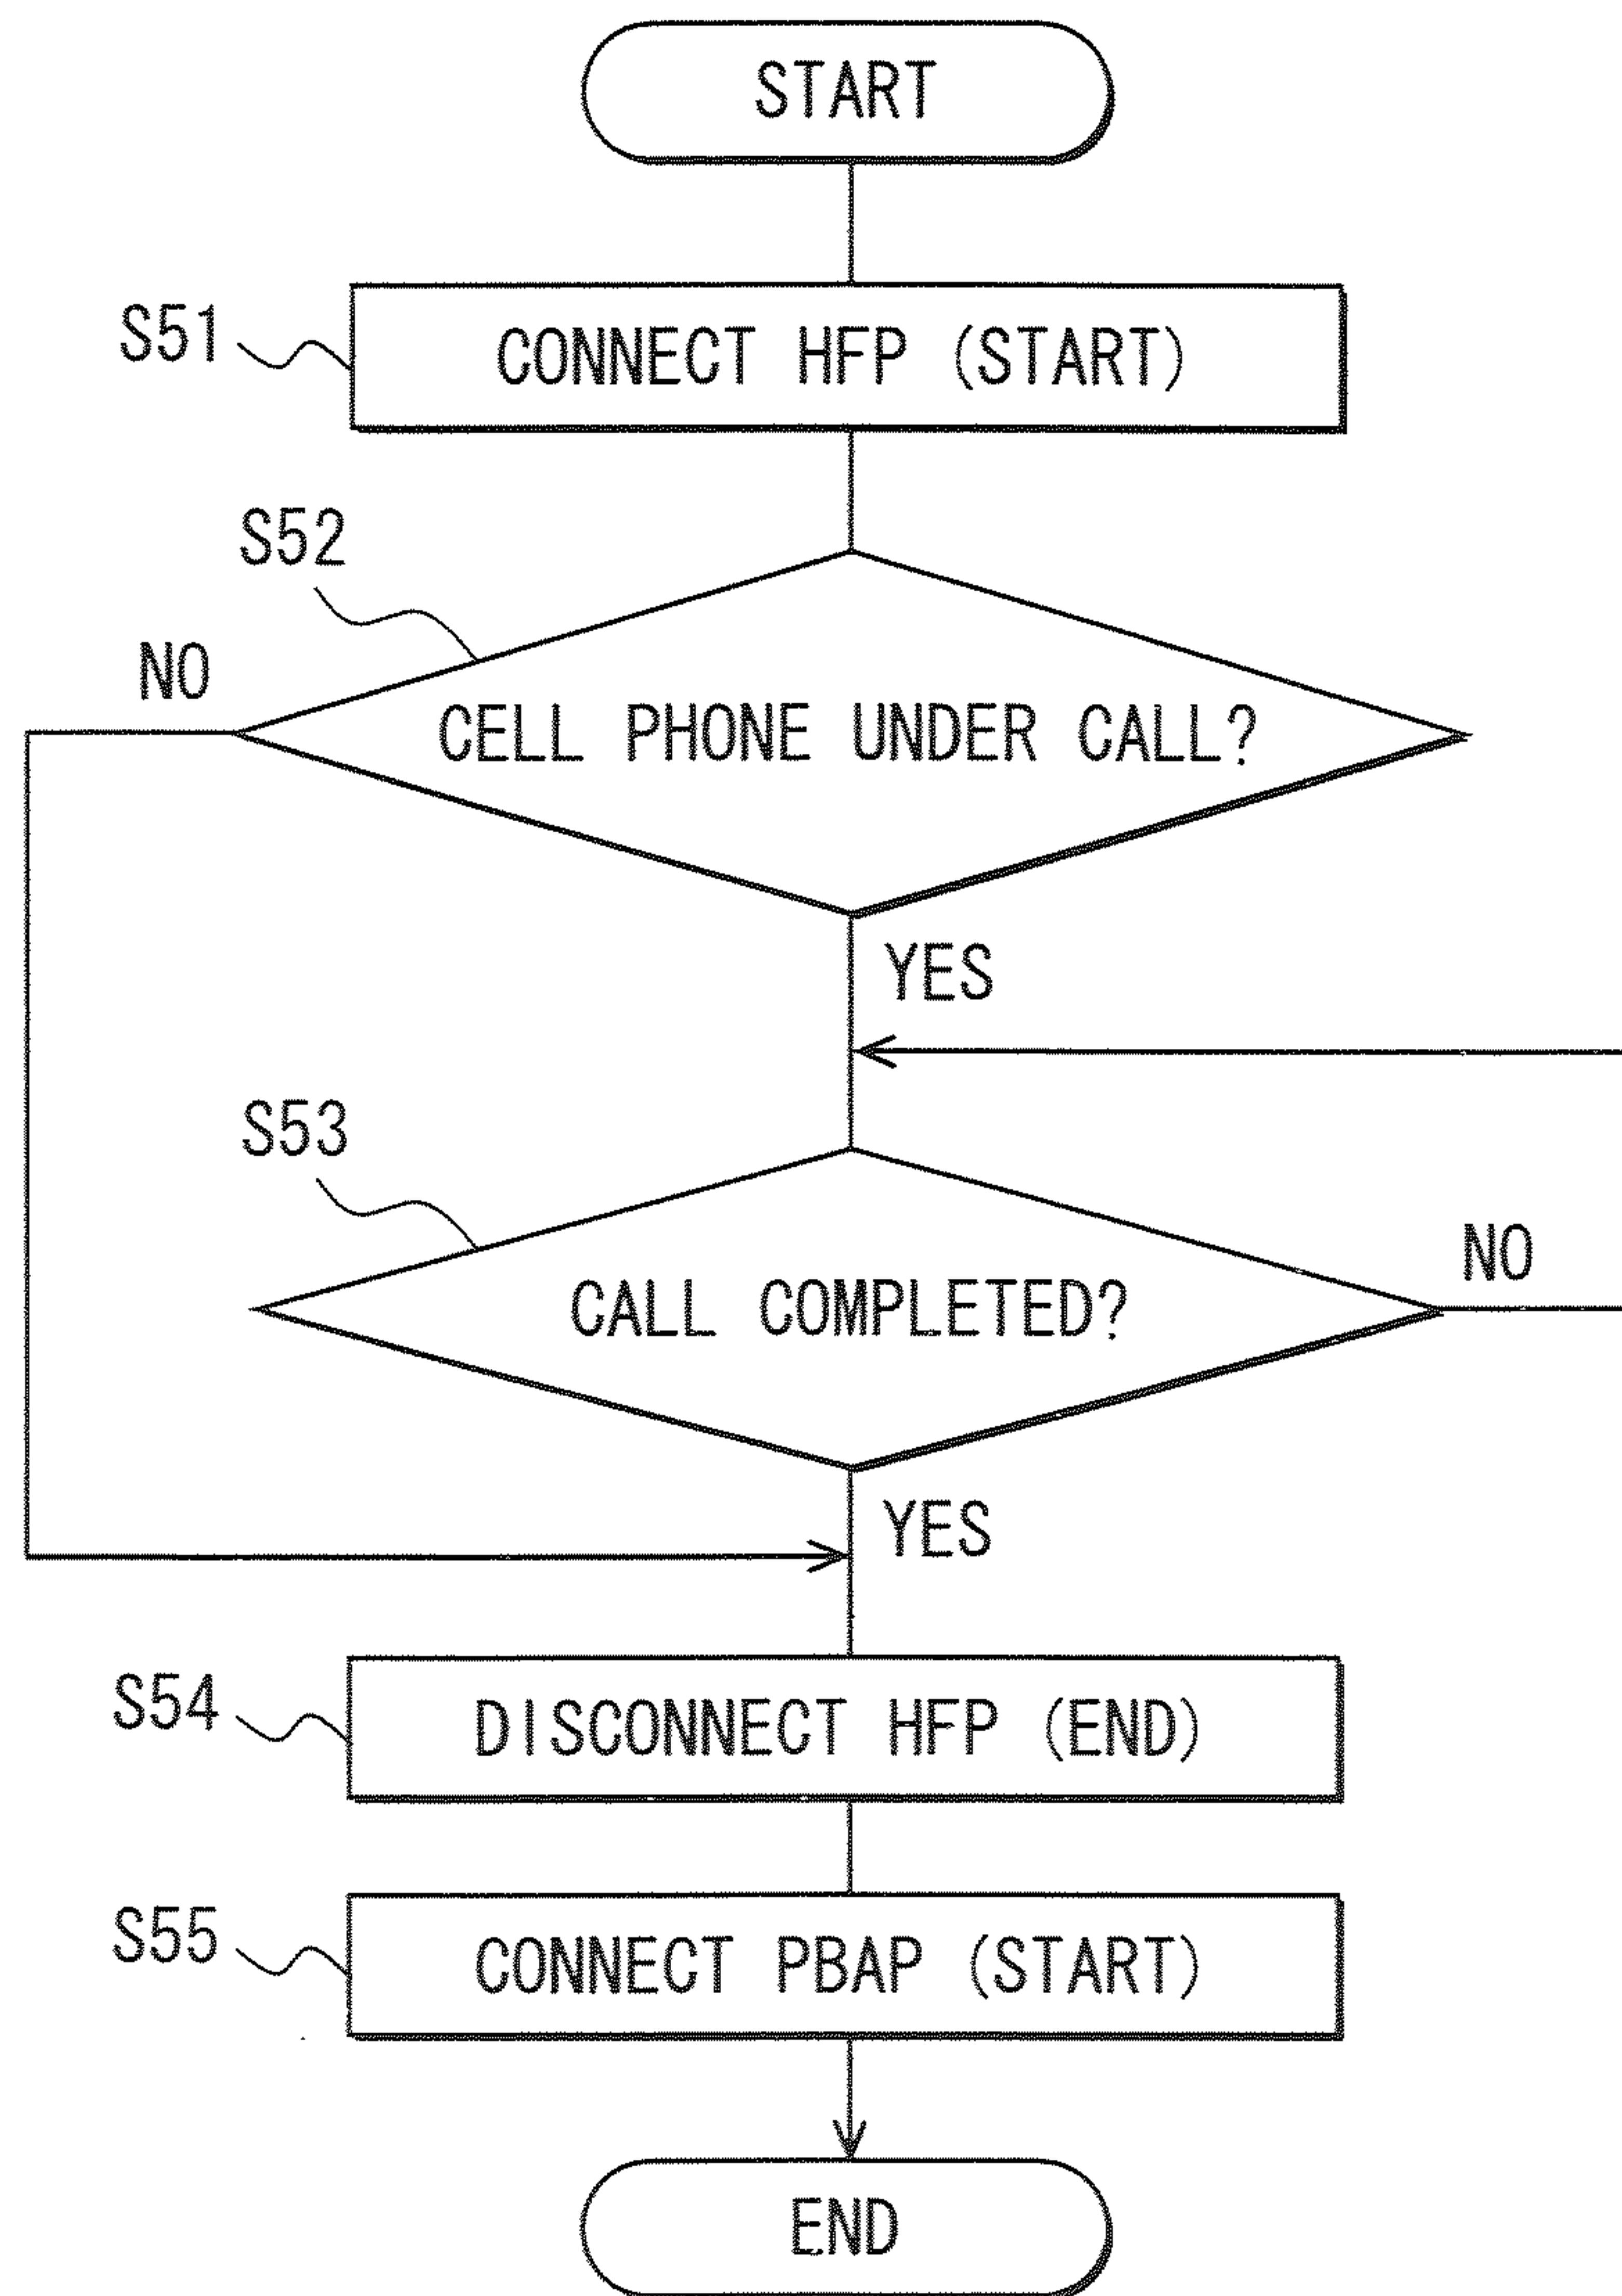 START
S51
CONNECT HFP (START)
S52
NO
CELL PHONE UNDER CALL?
YES
S53
NO
CALL COMPLETED?
YES
S54
DISCONNECT HFP (END)
S55
CONNECT PBAP (START)
END